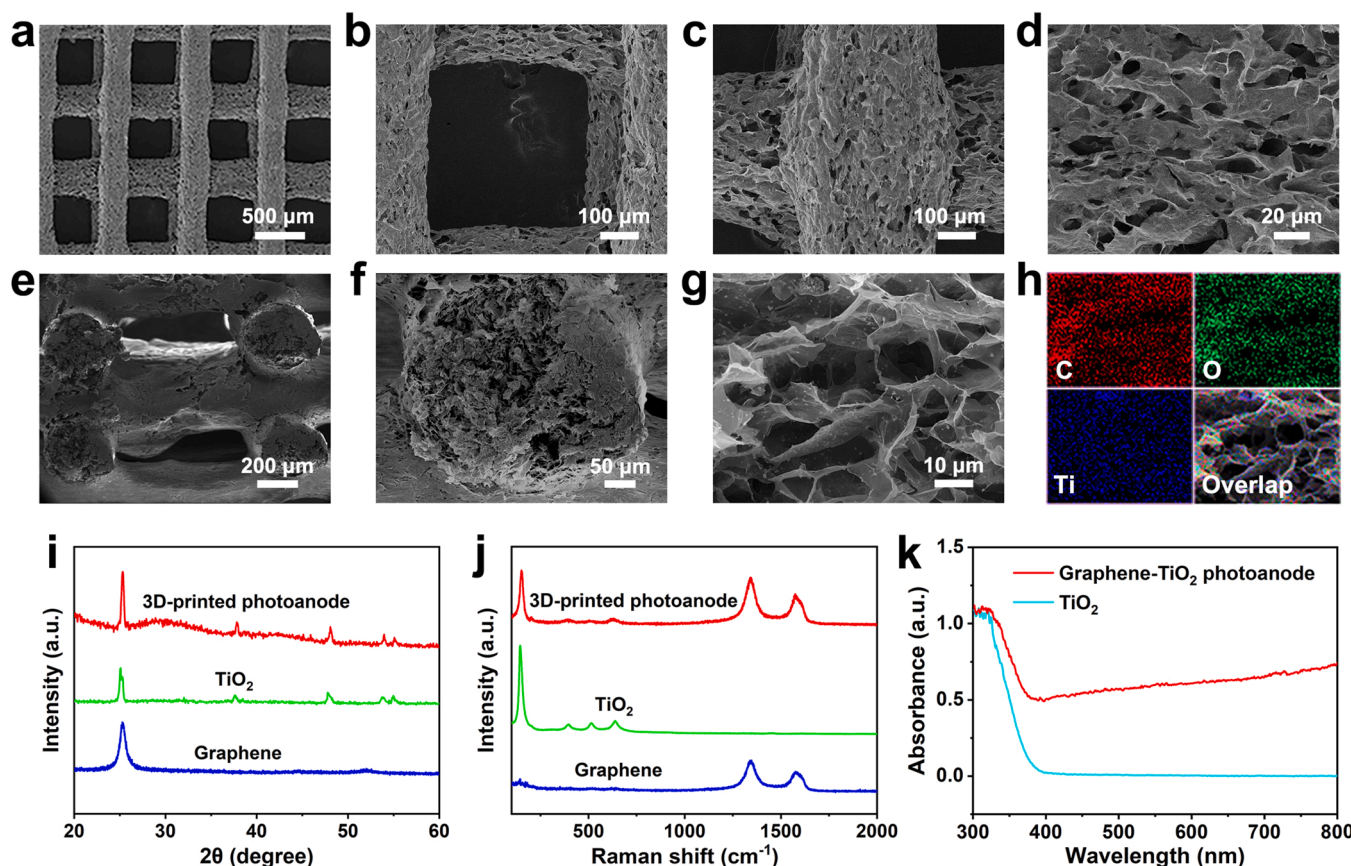 a
500 μm
b
100 μm
c
100 μm
d
20 μm
e
200 μm
f
50 μm
g
10 μm
h
C
O
Ti
Overlap
i
Intensity (a.u.)
3D-printed photoanode
TiO₂
Graphene
20 30 40 50 60
2θ (degree)
j
Intensity (a.u.)
3D-printed photoanode
TiO₂
Graphene
500 1000 1500 2000
Raman shift (cm⁻¹)
k
Absorbance (a.u.)
1.5
1.0
0.5
0.0
Graphene-TiO₂ photoanode
TiO₂
300 400 500 600 700 800
Wavelength (nm)